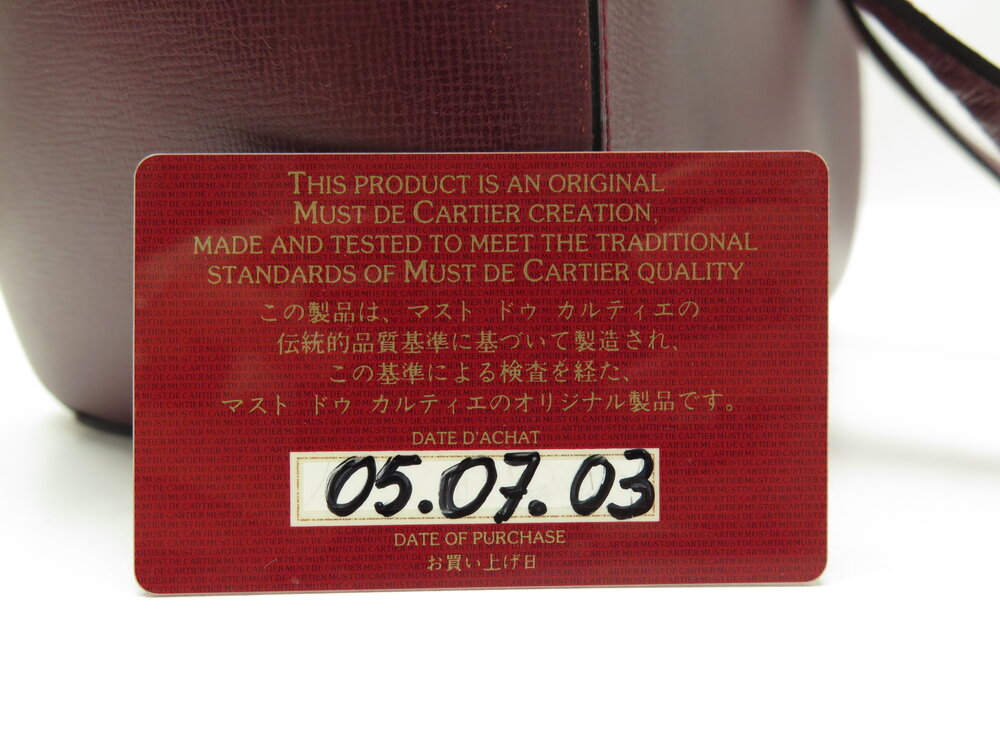 THIS PRODUCT IS AN ORIGINAL
MUST DE CARTIER CREATION,
MADE AND TESTED TO MEET THE TRADITIONAL
STANDARDS OF MUST DE CARTIER QUALITY
この製品は、マスト ドゥ カルティエの
伝統的品質基準に基づいて製造され、
この基準による検査を経た、
マスト ドゥ カルティエのオリジナル製品です。
DATE D'ACHAT
05.07.03
DATE OF PURCHASE
お買い上げ日